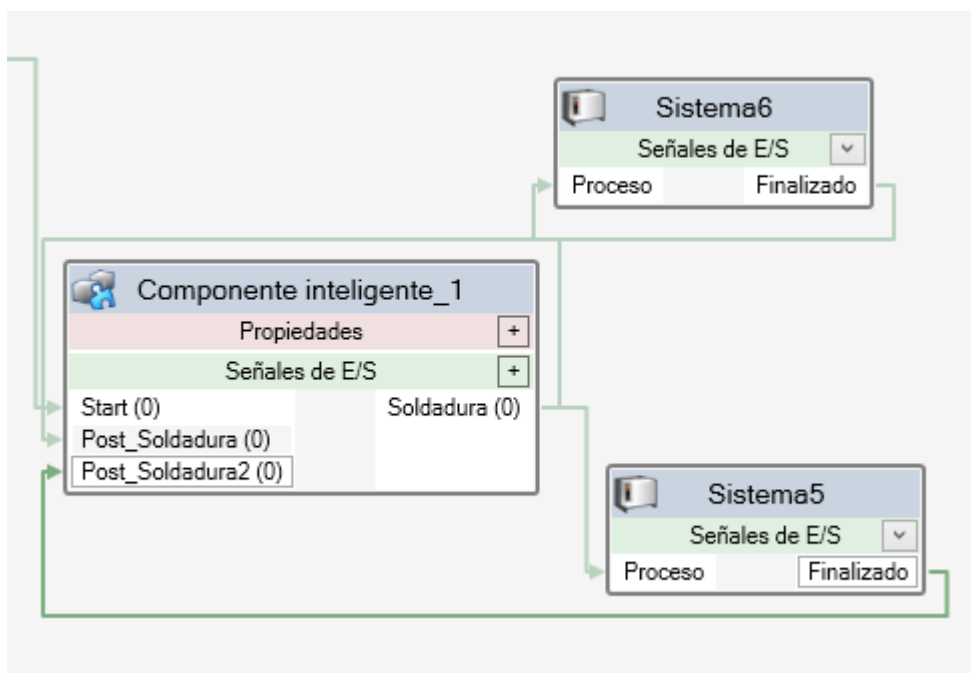 Sistema6
Señales de E/S
Proceso Finalizado
Componente inteligente_1
Propiedades +
Señales de E/S +
Start (0) Soldadura (0)
Post_Soldadura (0)
Post_Soldadura2 (0)
Sistema5
Señales de E/S
Proceso Finalizado